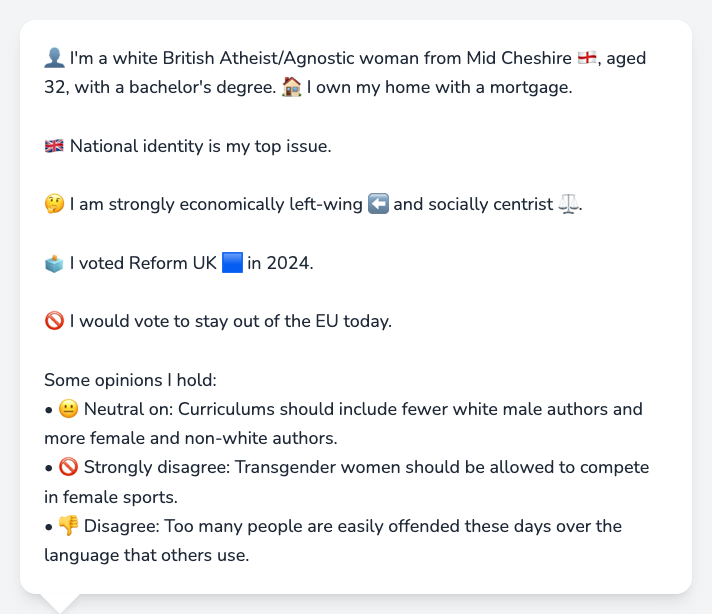 👤 I'm a white British Atheist/Agnostic woman from Mid Cheshire 🏴󠁧󠁢󠁥󠁮󠁧󠁿, aged
32, with a bachelor's degree. 🏠 I own my home with a mortgage.
🇬🇧 National identity is my top issue.
🤔 I am strongly economically left-wing ⬅️ and socially centrist ⚖️.
🗳️ I voted Reform UK 🟦 in 2024.
🚫 I would vote to stay out of the EU today.
Some opinions I hold:
• 😐 Neutral on: Curriculums should include fewer white male authors and
more female and non-white authors.
• 🚫 Strongly disagree: Transgender women should be allowed to compete
in female sports.
• 👎 Disagree: Too many people are easily offended these days over the
language that others use.